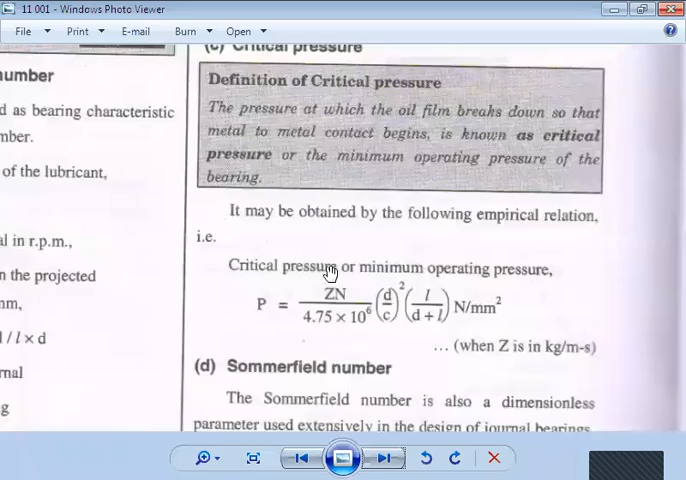 11 001 - Windows Photo Viewer
File Print E-mail Burn Open
number
d as bearing characteristic
mber.
of the lubricant,
al in r.p.m.,
n the projected
mm,
l / l x d
rnal
g
(c) Critical pressure
Definition of Critical pressure
The pressure at which the oil film breaks down so that
metal to metal contact begins, is known as critical
pressure or the minimum operating pressure of the
bearing.
It may be obtained by the following empirical relation,
i.e.
Critical pressure or minimum operating pressure,
P = ZN / 4.75 × 10⁶ (d/c)² (l / d + l) N/mm²
... (when Z is in kg/m-s)
(d) Sommerfield number
The Sommerfield number is also a dimensionless
parameter used extensively in the design of journal bearings.